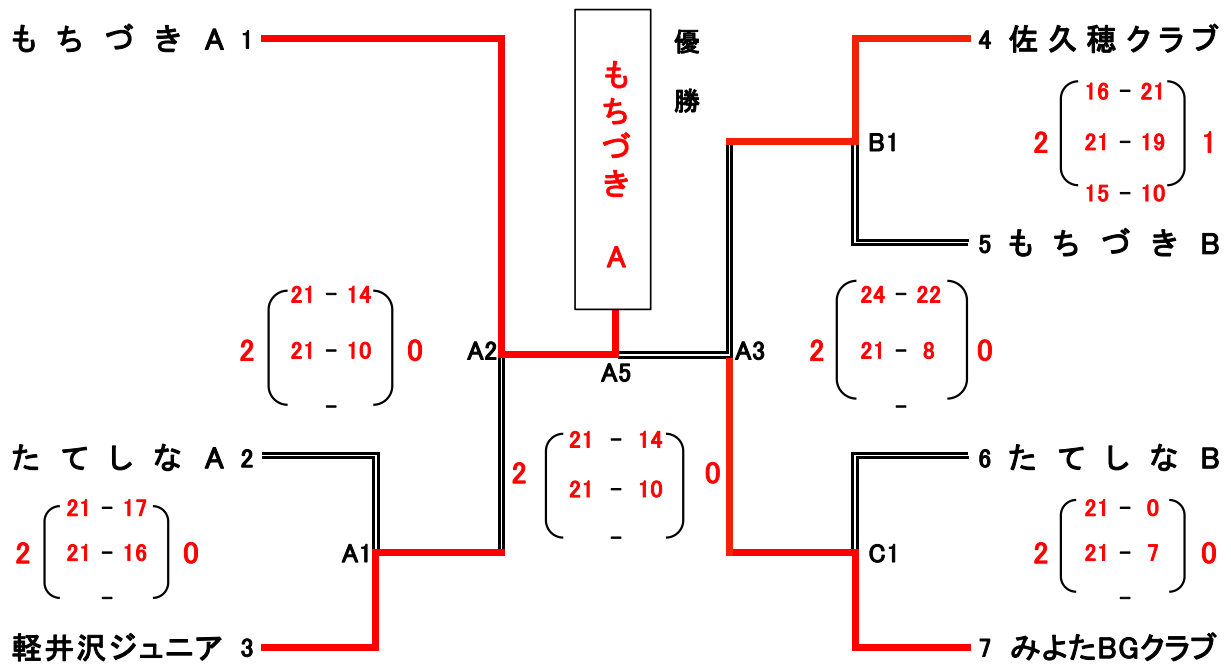 もちづきA 1
優勝
もちづき A
4 佐久穂クラブ
16 - 21
2 21 - 19 1
15 - 10
B1
5 もちづきB
21 - 14
2 21 - 10 0
-
A2
A5
A3
24 - 22
2 21 - 8 0
-
たてしなA 2
21 - 17
2 21 - 16 0
-
A1
軽井沢ジュニア 3
21 - 14
2 21 - 10 0
-
6 たてしなB
21 - 0
2 21 - 7 0
-
C1
7 みよたBGクラブ